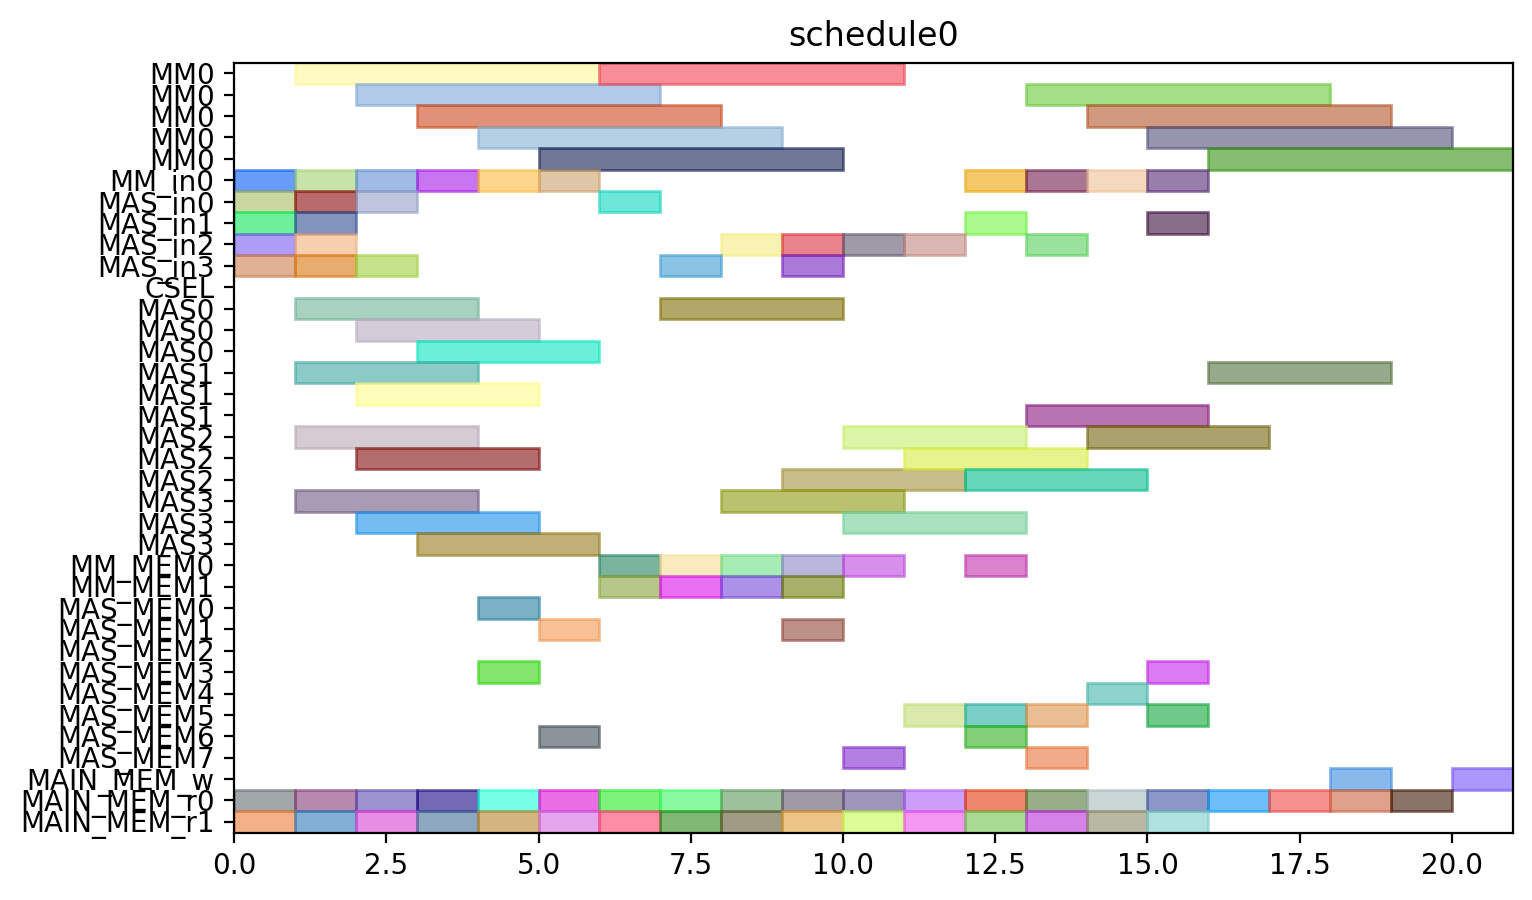 schedule0
MM0
MM0
MM0
MM0
MM0
MM_in0
MAS_in0
MAS_in1
MAS_in2
MAS_in3
CSEL
MAS0
MAS0
MAS0
MAS1
MAS1
MAS1
MAS2
MAS2
MAS2
MAS3
MAS3
MAS3
MM_MEM0
MM_MEM1
MAS_MEM0
MAS_MEM1
MAS_MEM2
MAS_MEM3
MAS_MEM4
MAS_MEM5
MAS_MEM6
MAS_MEM7
MAIN_MEM_w
MAIN_MEM_r0
MAIN_MEM_r1
0.0 2.5 5.0 7.5 10.0 12.5 15.0 17.5 20.0